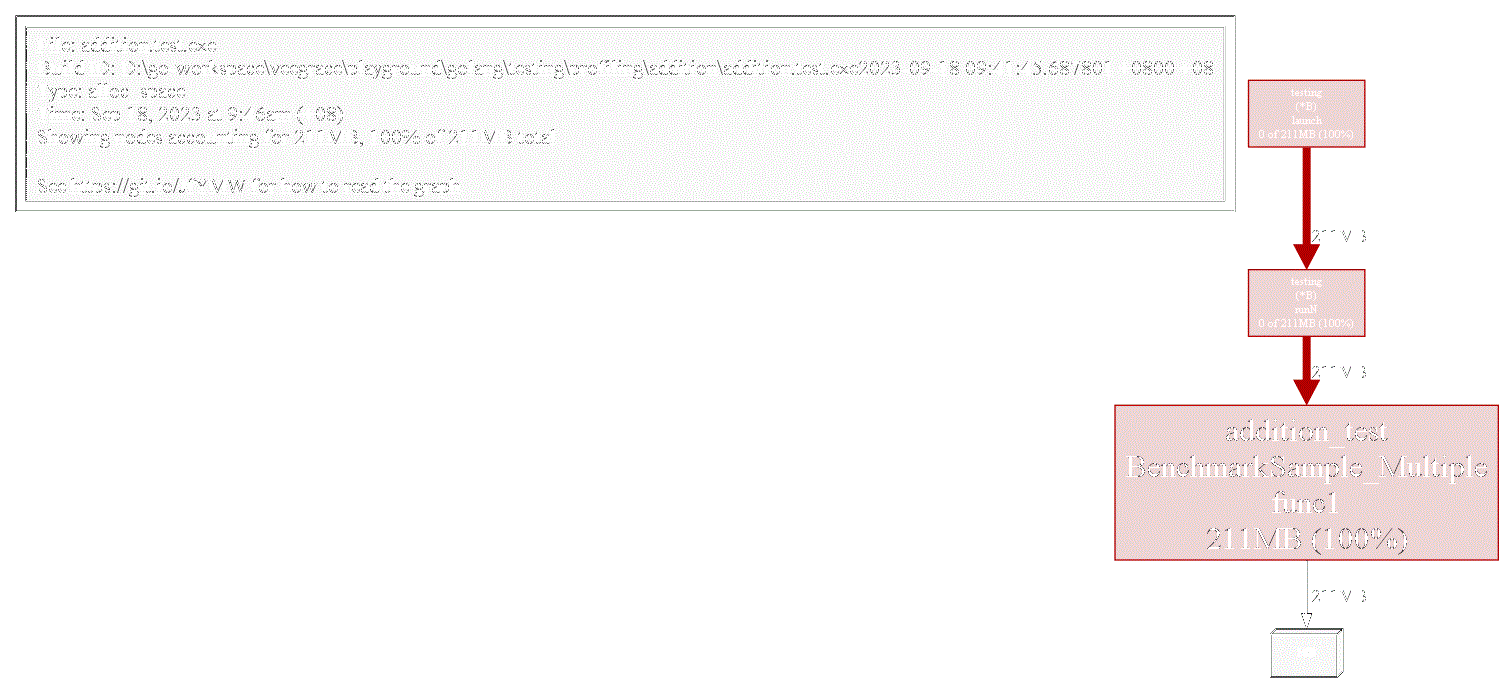 File: addition.test.exe
Build ID: D:\go-workspace\vcograce\playground\golang\testing\profiling\addition\addition.test.exe2023-09-18 09:41:45.687801 +0800 +08
Type: alloc_space
Time: Sep 18, 2023 at 9:46am (+08)
Showing nodes accounting for 211MB, 100% of 211MB total
See https://git.io/JfYMW for how to read the graph
testing
(*B)
launch
0 of 211MB (100%)
211MB
testing
(*B)
runN
0 of 211MB (100%)
211MB
addition_test
BenchmarkSample_Multiple
func1
211MB (100%)
211MB